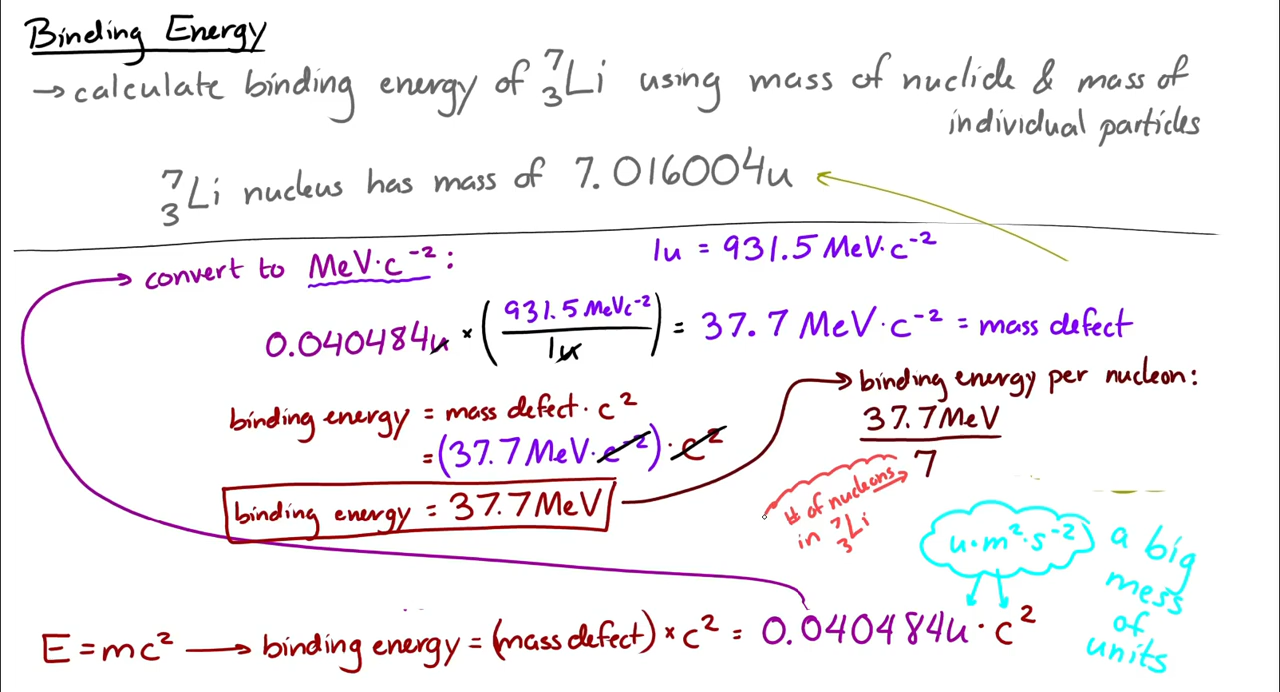 Binding Energy
→ calculate binding energy of ⁷₃Li using mass of nuclide & mass of
individual particles
⁷₃Li nucleus has mass of 7.016004u
→ convert to MeV·c⁻² :
1u = 931.5 MeV·c⁻²
0.040484u × (931.5 MeVc⁻² / 1u) = 37.7 MeV·c⁻² = mass defect
binding energy = mass defect · c²
= (37.7 MeV·c⁻²) · c²
binding energy = 37.7 MeV
→ binding energy per nucleon:
37.7 MeV
7
# of nucleons
in ⁷₃Li
u·m²·s⁻²
a big
mess
of
units
E = mc² → binding energy = (mass defect) × c² = 0.040484u · c²